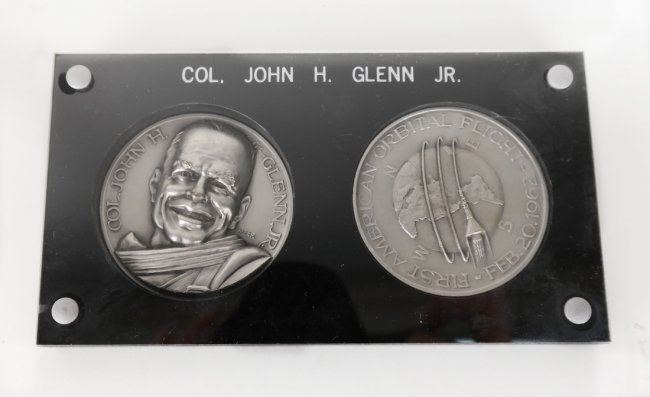 COL. JOHN H. GLENN JR.
COL. JOHN H. GLENN, JR.
FIRST AMERICAN ORBITAL FLIGHT - FEB. 20, 1962
N E S W